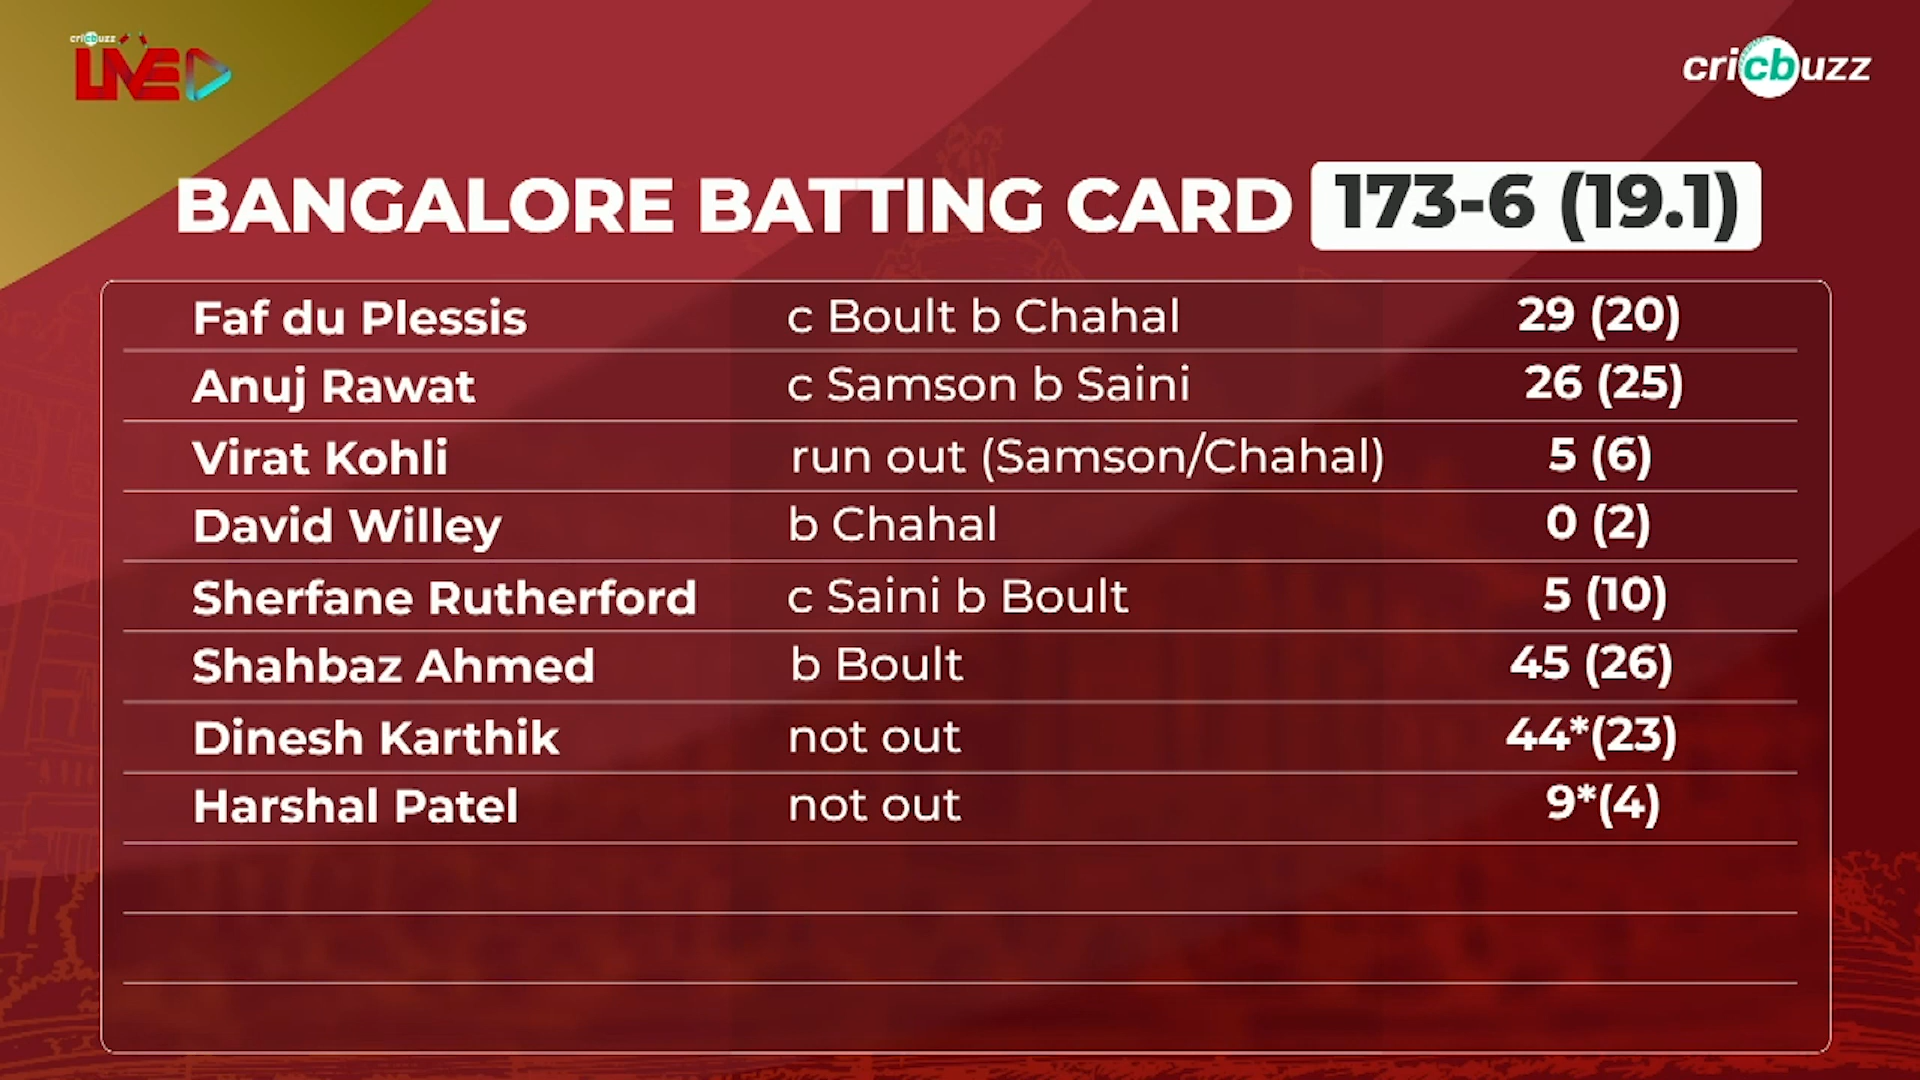 cricbuzz
LIVE
cricbuzz
BANGALORE BATTING CARD 173-6 (19.1)
Faf du Plessis c Boult b Chahal 29 (20)
Anuj Rawat c Samson b Saini 26 (25)
Virat Kohli run out (Samson/Chahal) 5 (6)
David Willey b Chahal 0 (2)
Sherfane Rutherford c Saini b Boult 5 (10)
Shahbaz Ahmed b Boult 45 (26)
Dinesh Karthik not out 44*(23)
Harshal Patel not out 9*(4)